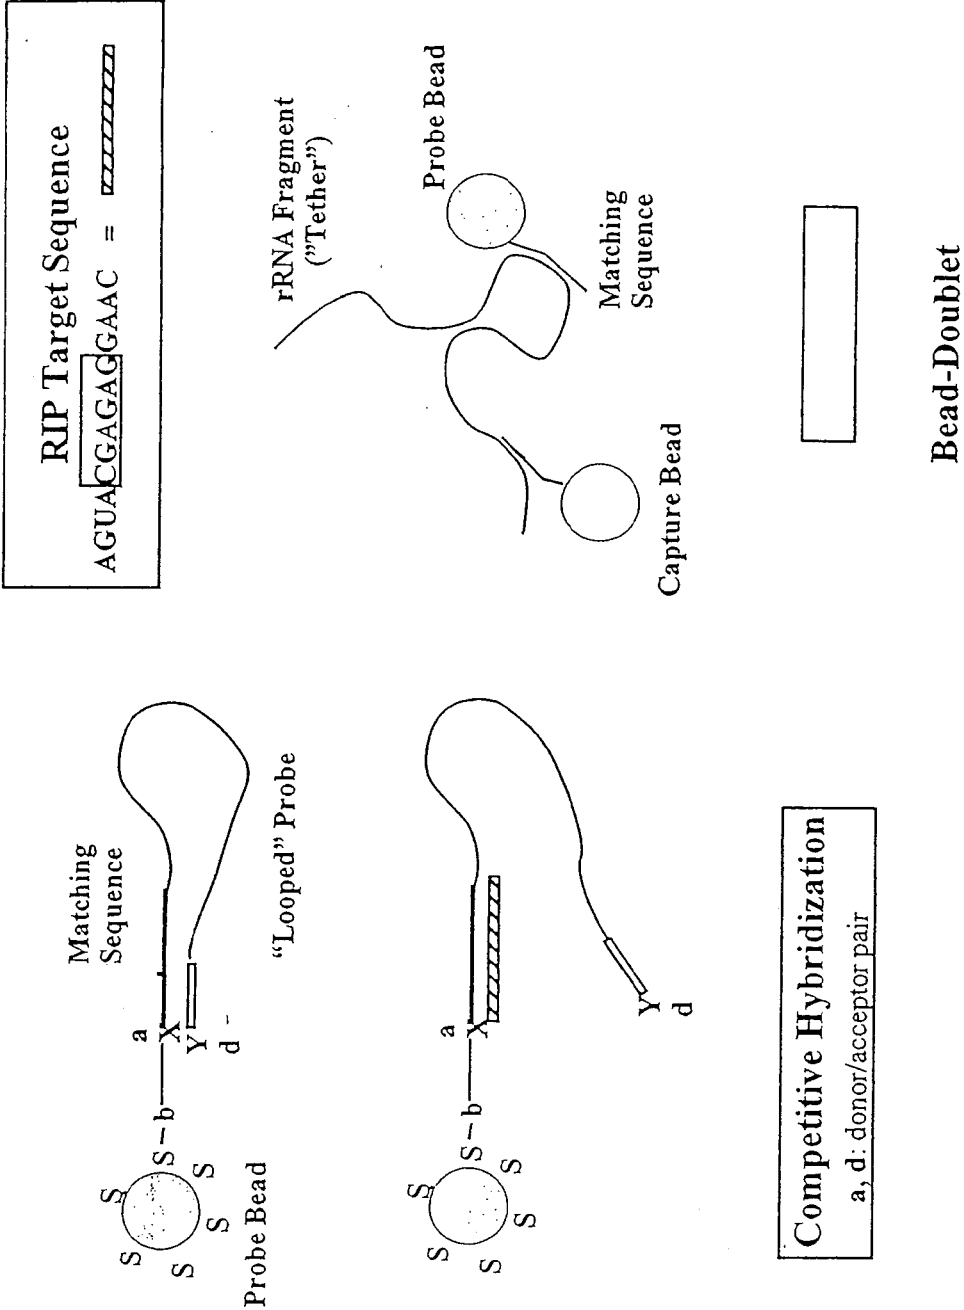 RIP Target Sequence
AGUACGAGAGGAAC =
Matching
Sequence
a
S – b
X
Y
d -
S
S
S
S
S
Probe Bead
"Looped" Probe
rRNA Fragment
("Tether")
Probe Bead
Matching
Sequence
Capture Bead
a
S – b
X
S
S
S
S
S
Y
d
Competitive Hybridization
a, d: donor/acceptor pair
Bead-Doublet